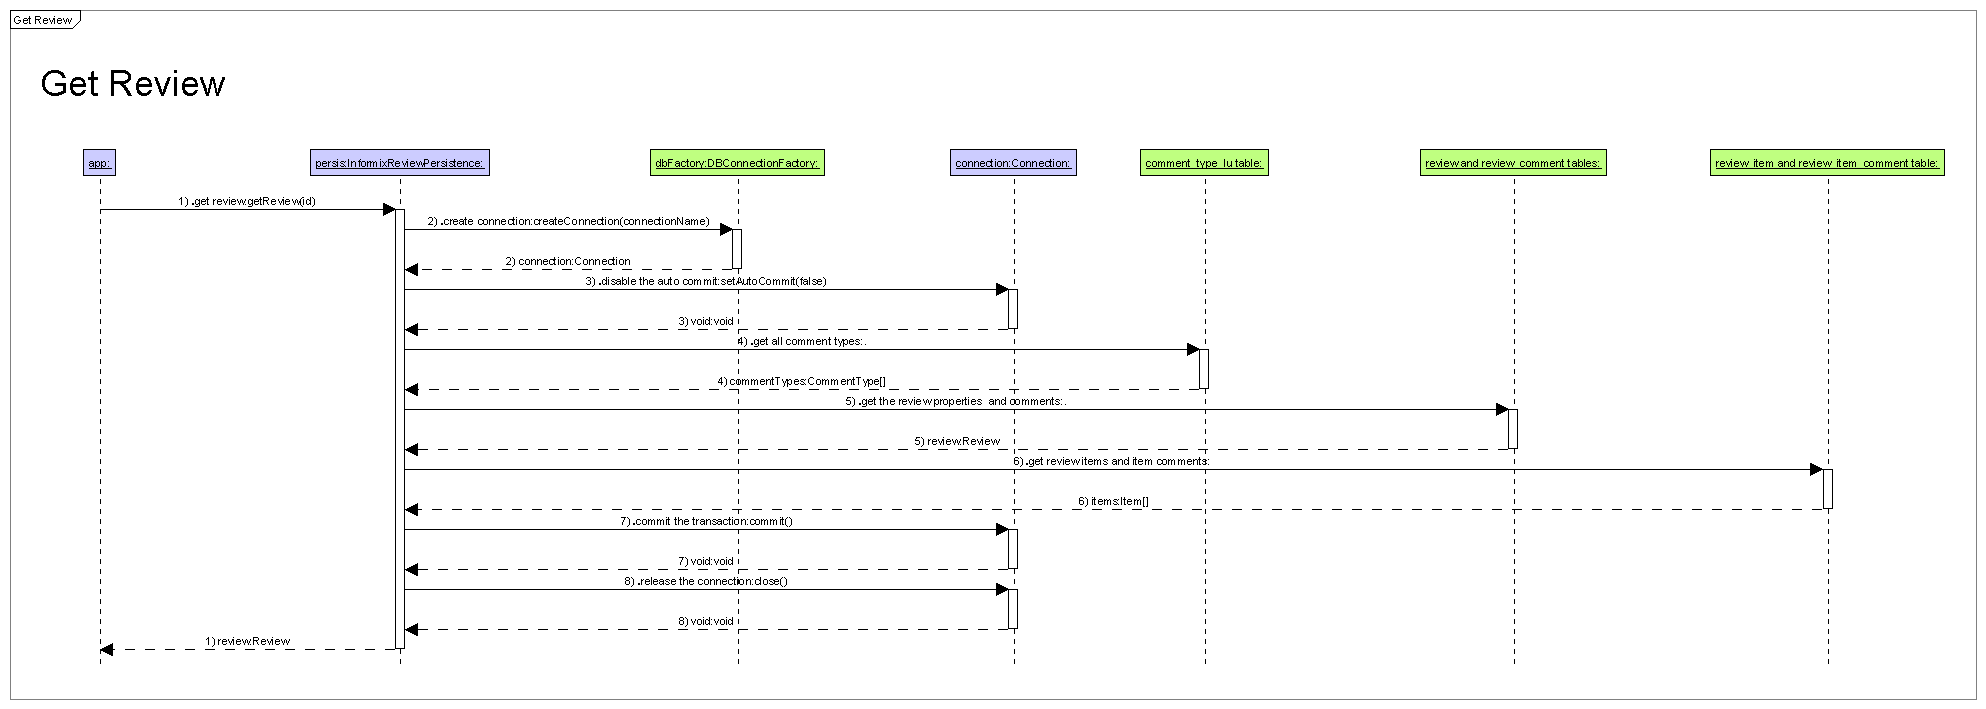 Get Review
Get Review
app:
persis:InformixReviewPersistence:
dbFactory:DBConnectionFactory:
connection:Connection:
comment_type_lu table:
review and review_comment tables:
review_item and review_item_comment table:
1) .get review:getReview(id)
2) .create connection:createConnection(connectionName)
2) connection:Connection
3) .disable the auto commit:setAutoCommit(false)
3) void:void
4) .get all comment types:.
4) commentTypes:CommentType[]
5) .get the review properties and comments:.
5) review:Review
6) .get review items and item comments:
6) items:Item[]
7) .commit the transaction:commit()
7) void:void
8) .release the connection:close()
8) void:void
1) review:Review